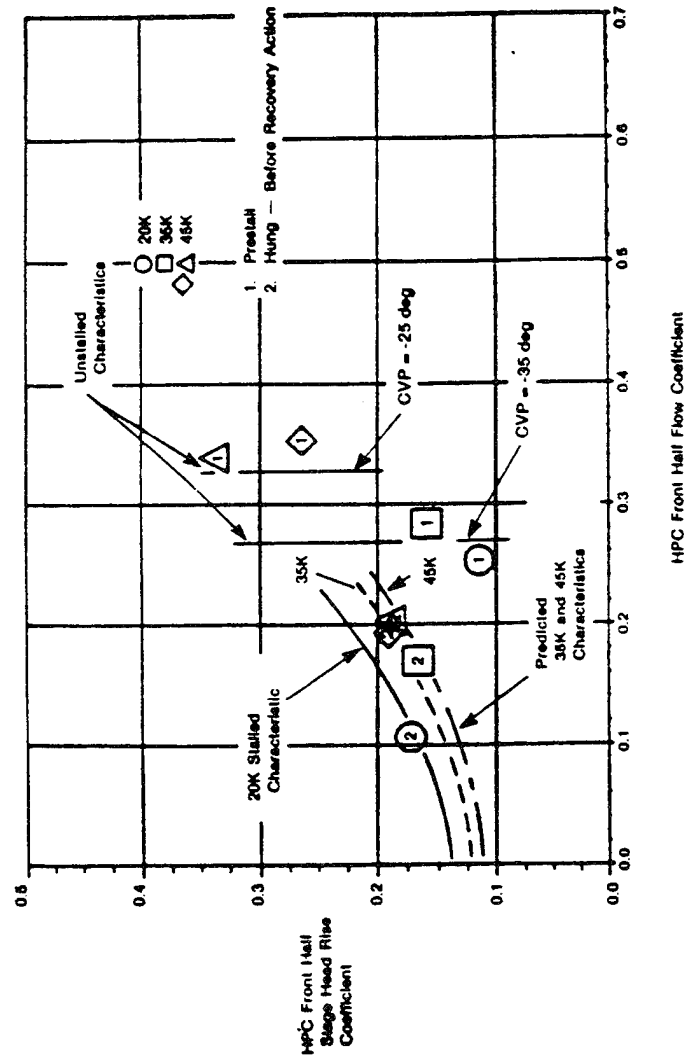 HPC Front Half
Stage Head Rise
Coefficient
0.5
0.4
0.3
0.2
0.1
0.0
Unstalled
Characteristics
20K
35K
45K
1. Prestall
2. Hung — Before Recovery Action
1
1
1
1
CVP = -25 deg
CVP = -35 deg
35K
45K
20K Stalled
Characteristic
2
2
Predicted
35K and 45K
Characteristics
0.0
0.1
0.2
0.3
0.4
0.5
0.6
0.7
HPC Front Half Flow Coefficient